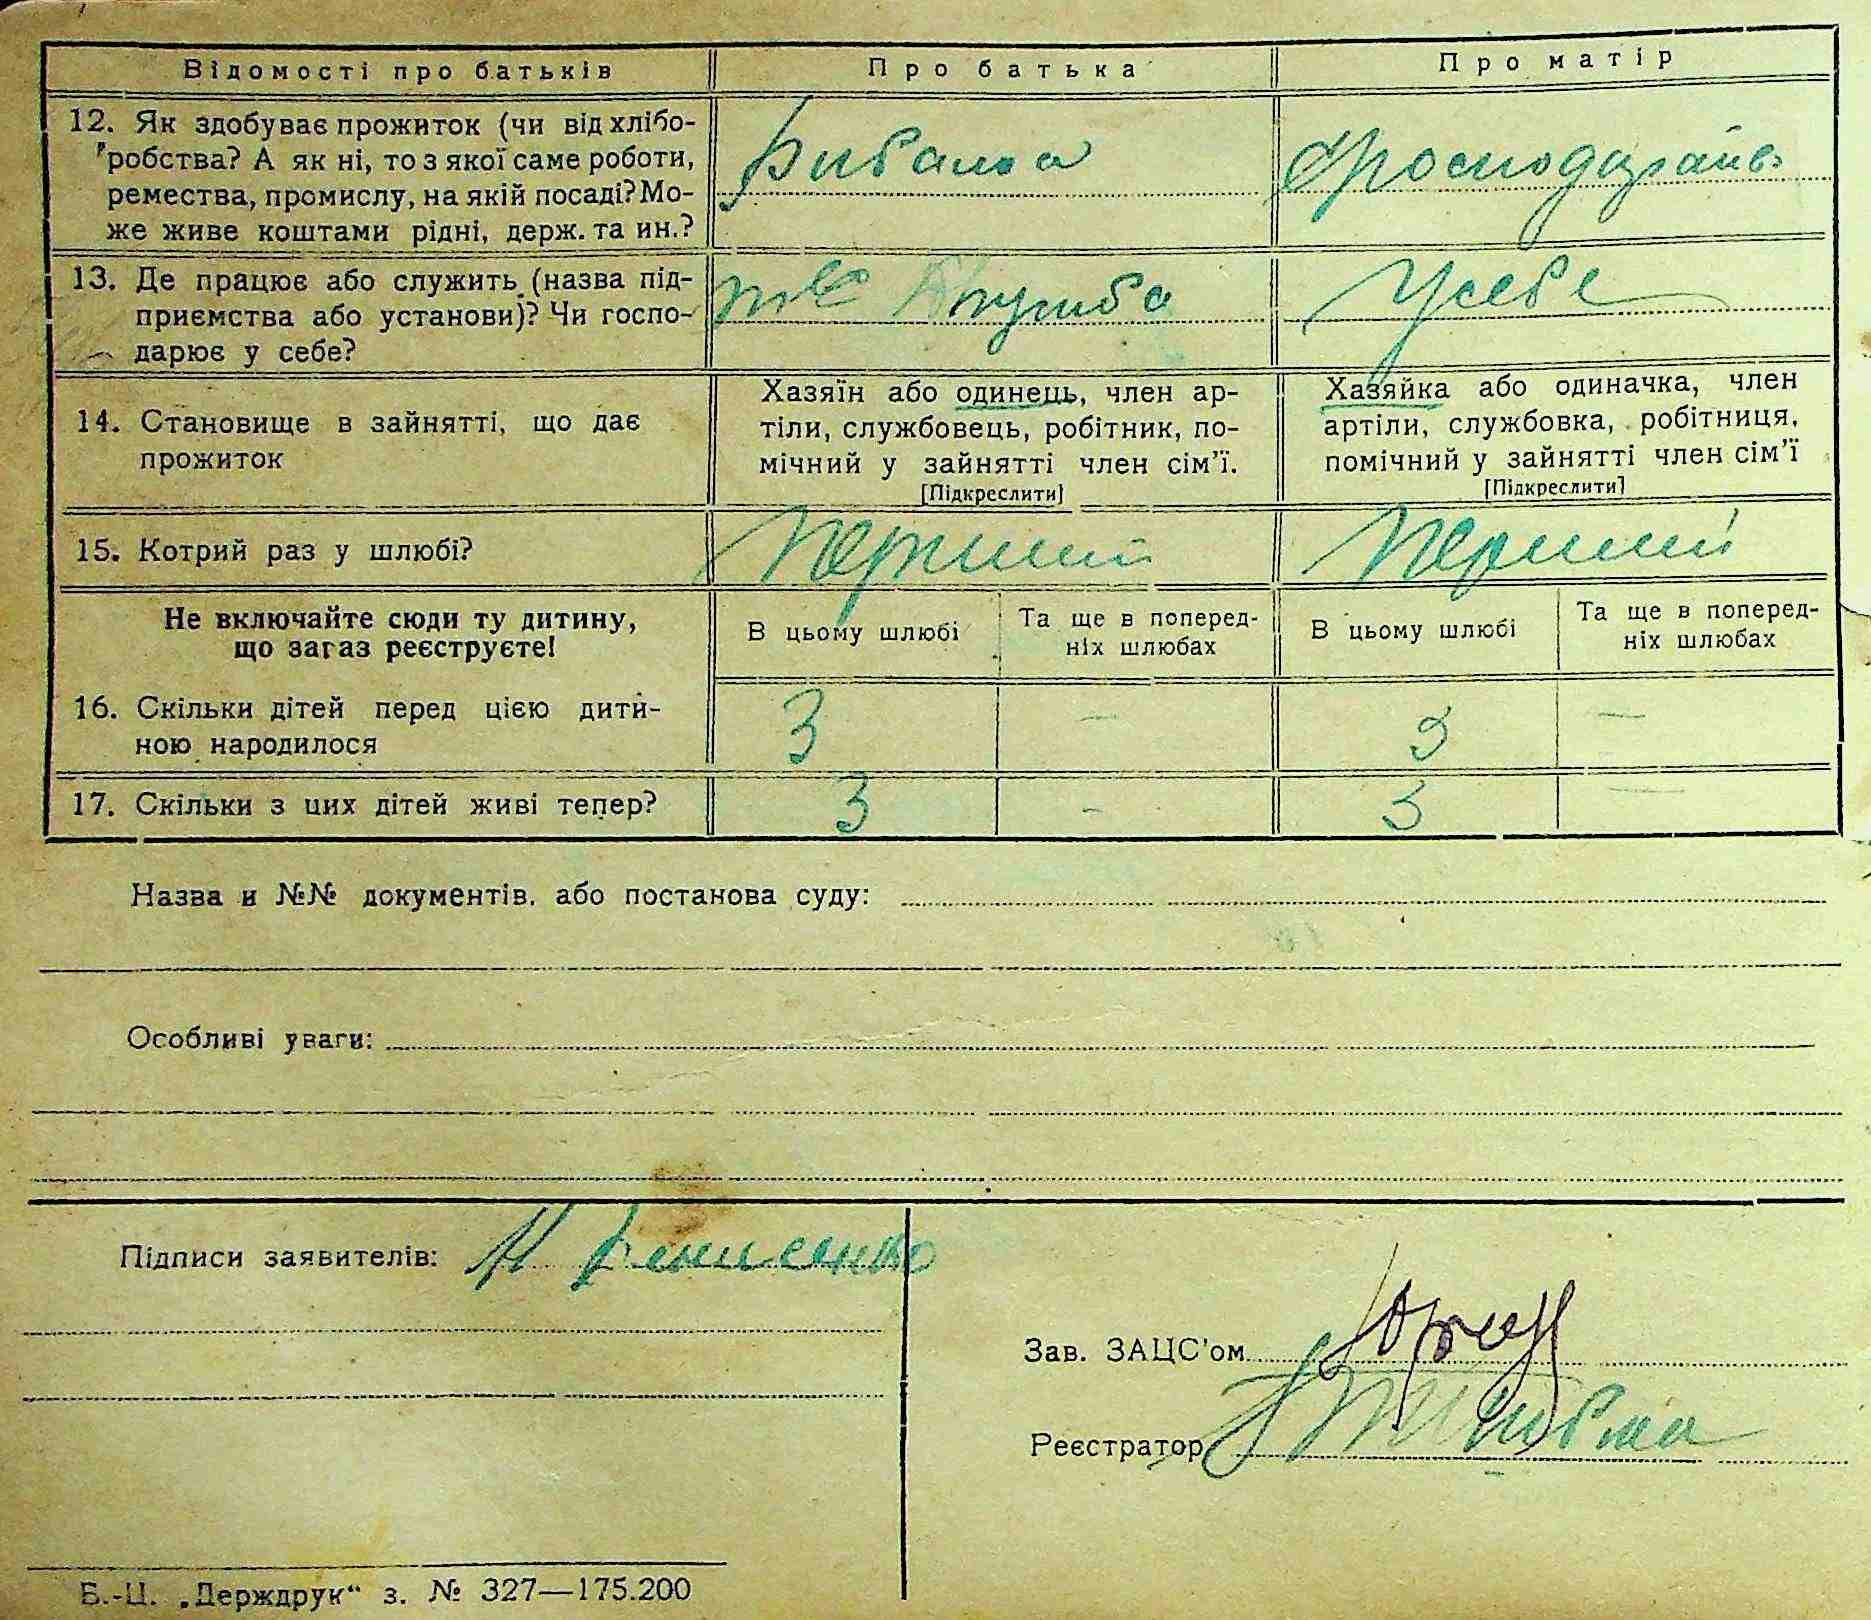 Відомості про батьків
Про батька
Про матір
12. Як здобуває прожиток (чи від хлібо-
робства? А як ні, то з якої саме роботи,
ремества, промислу, на якій посаді? Мо-
же живе коштами рідні, держ. та ин.?
13. Де працює або служить (назва під-
приємства або установи)? Чи госпо-
дарює у себе?
У себе
14. Становище в зайнятті, що дає
прожиток
Хазяїн або одинець, член ар-
тіли, службовець, робітник, по-
мічний у зайнятті член сім'ї.
[Підкреслити]
Хазяйка або одиначка, член
артіли, службовка, робітниця,
помічний у зайнятті член сім'ї
[Підкреслити]
15. Котрий раз у шлюбі?
Перший
Перший
Не включайте сюди ту дитину,
що зараз реєструєте!
В цьому шлюбі
Та ще в поперед-
ніх шлюбах
В цьому шлюбі
Та ще в поперед-
ніх шлюбах
16. Скільки дітей перед цією дити-
ною народилося
3
-
3
-
17. Скільки з цих дітей живі тепер?
3
-
3
-
Назва и №№ документів, або постанова суду:
Особливі уваги:
Підписи заявителів:
Зав. ЗАЦС'ом
Реєстратор
Б.-Ц. „Держдрук“ з. № 327—175.200